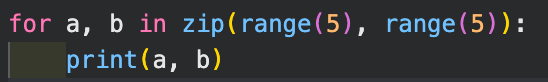 for a, b in zip(range(5), range(5)):
    print(a, b)